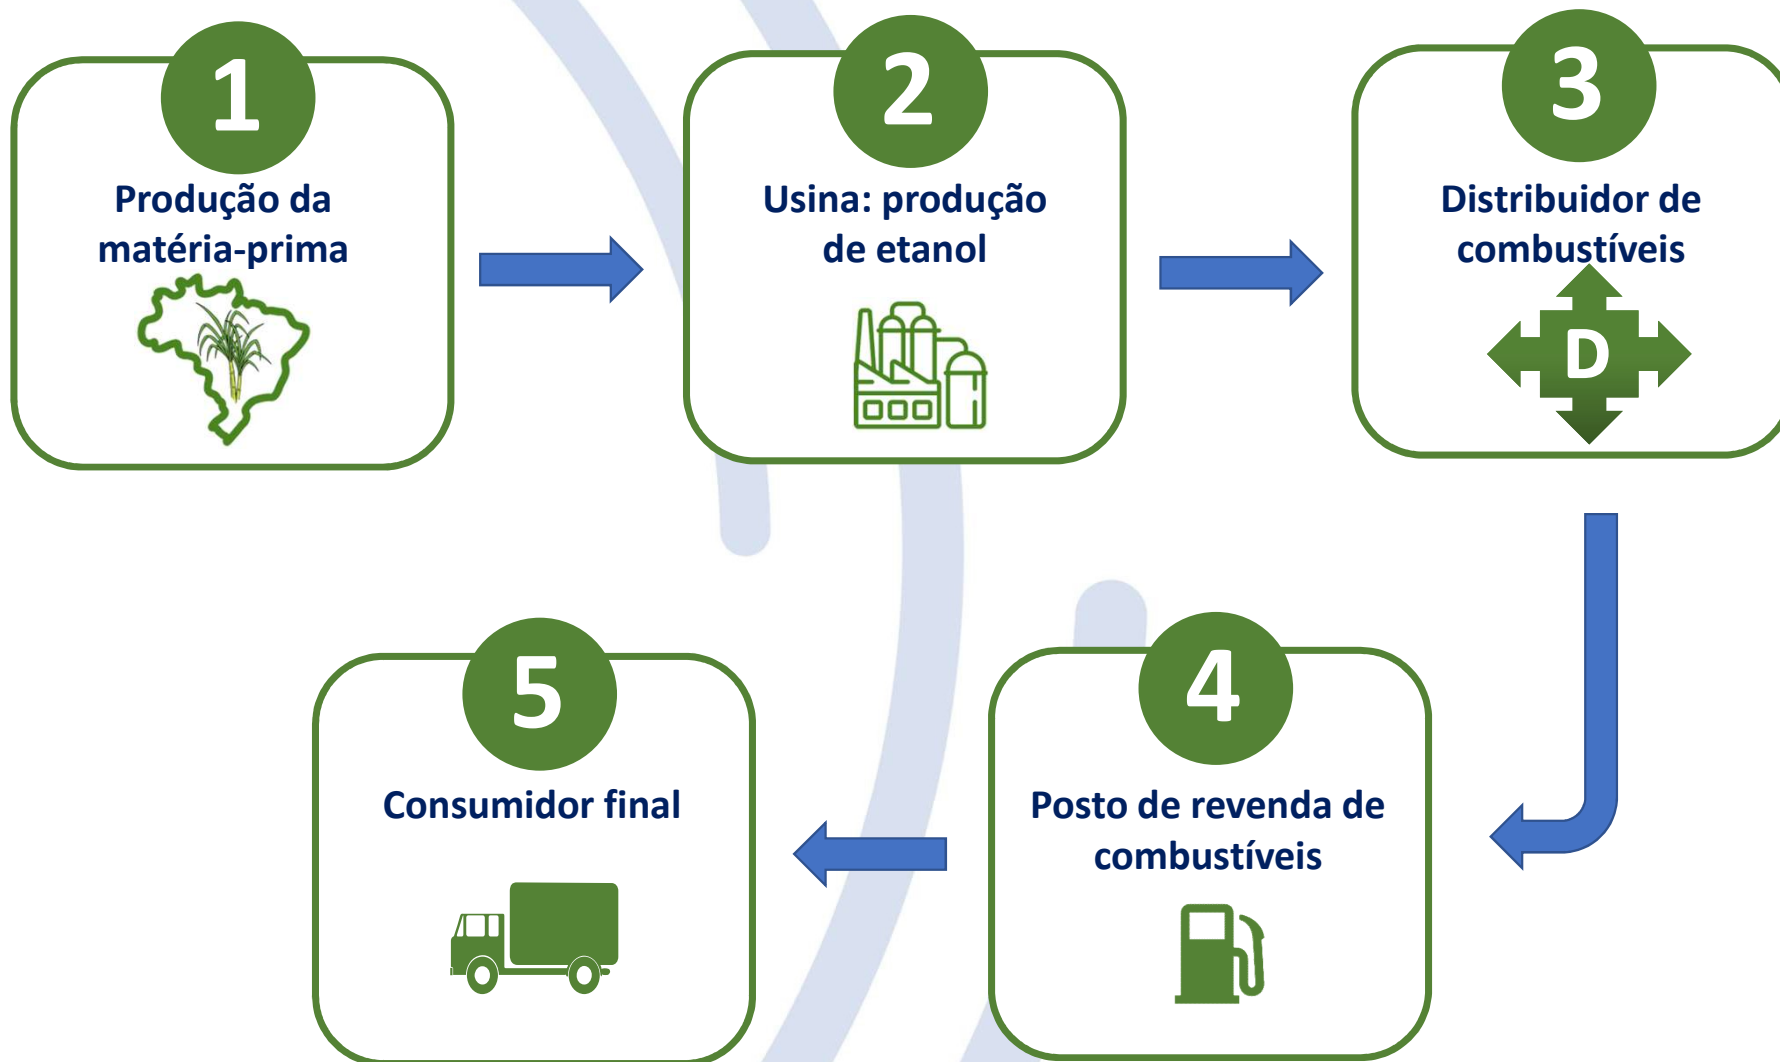 1
Produção da
matéria-prima
2
Usina: produção
de etanol
3
Distribuidor de
combustíveis
D
4
Posto de revenda de
combustíveis
5
Consumidor final